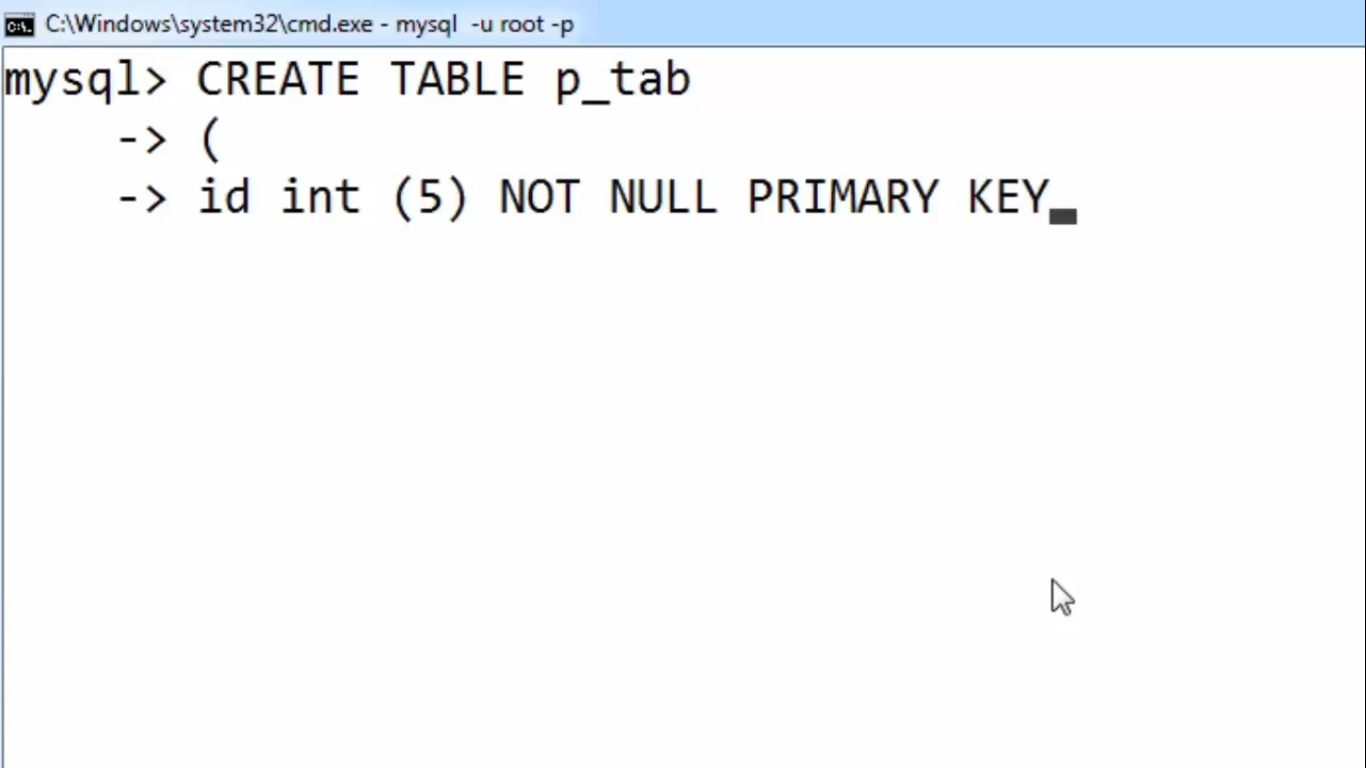 C:\Windows\system32\cmd.exe - mysql  -u root -p
mysql> CREATE TABLE p_tab
    -> (
    -> id int (5) NOT NULL PRIMARY KEY